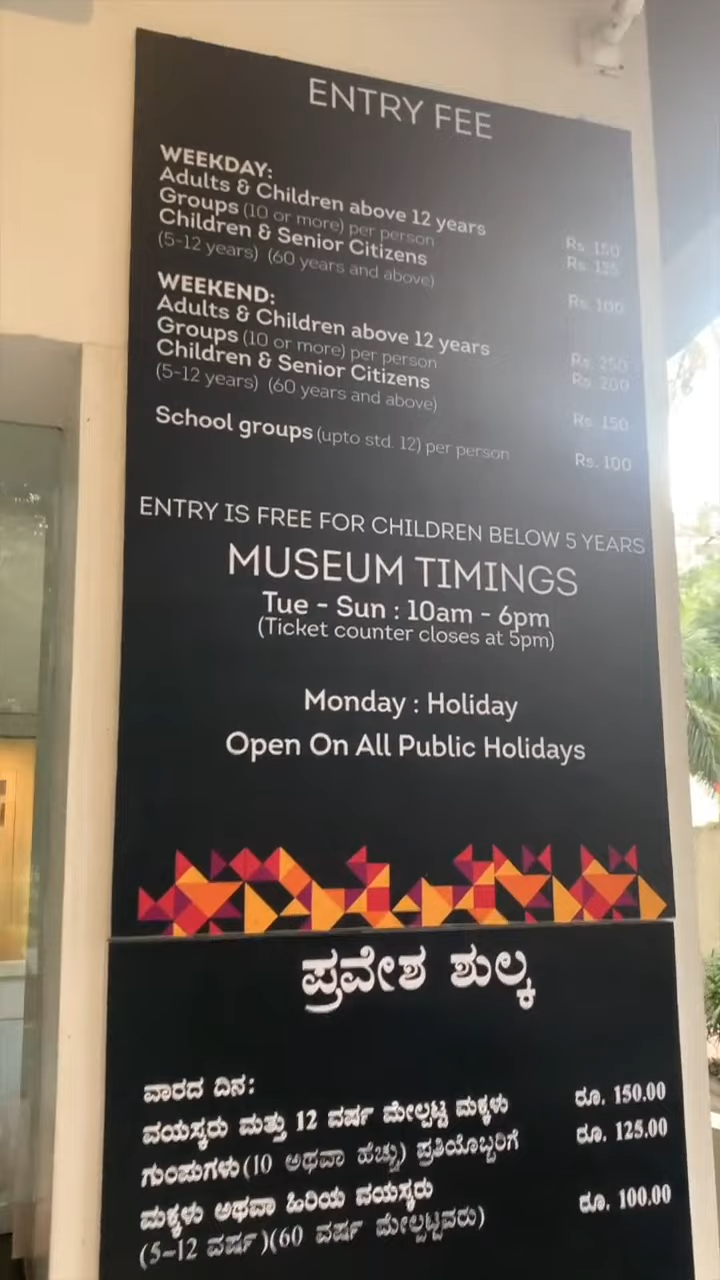 ENTRY FEE
WEEKDAY:
Adults & Children above 12 years Rs. 150
Groups (10 or more) per person Rs. 125
Children & Senior Citizens
(5-12 years) (60 years and above) Rs. 100
WEEKEND:
Adults & Children above 12 years Rs. 250
Groups (10 or more) per person Rs. 200
Children & Senior Citizens
(5-12 years) (60 years and above) Rs. 150
School groups (upto std. 12) per person Rs. 100
ENTRY IS FREE FOR CHILDREN BELOW 5 YEARS
MUSEUM TIMINGS
Tue - Sun : 10am - 6pm
(Ticket counter closes at 5pm)
Monday : Holiday
Open On All Public Holidays
ಪ್ರವೇಶ ಶುಲ್ಕ
ವಾರದ ದಿನ:
ವಯಸ್ಕರು ಮತ್ತು 12 ವರ್ಷ ಮೇಲ್ಪಟ್ಟ ಮಕ್ಕಳು ರೂ. 150.00
ಗುಂಪುಗಳು (10 ಅಥವಾ ಹೆಚ್ಚು) ಪ್ರತಿಯೊಬ್ಬರಿಗೆ ರೂ. 125.00
ಮಕ್ಕಳು ಅಥವಾ ಹಿರಿಯ ವಯಸ್ಕರು
(5-12 ವರ್ಷ)(60 ವರ್ಷ ಮೇಲ್ಪಟ್ಟವರು) ರೂ. 100.00